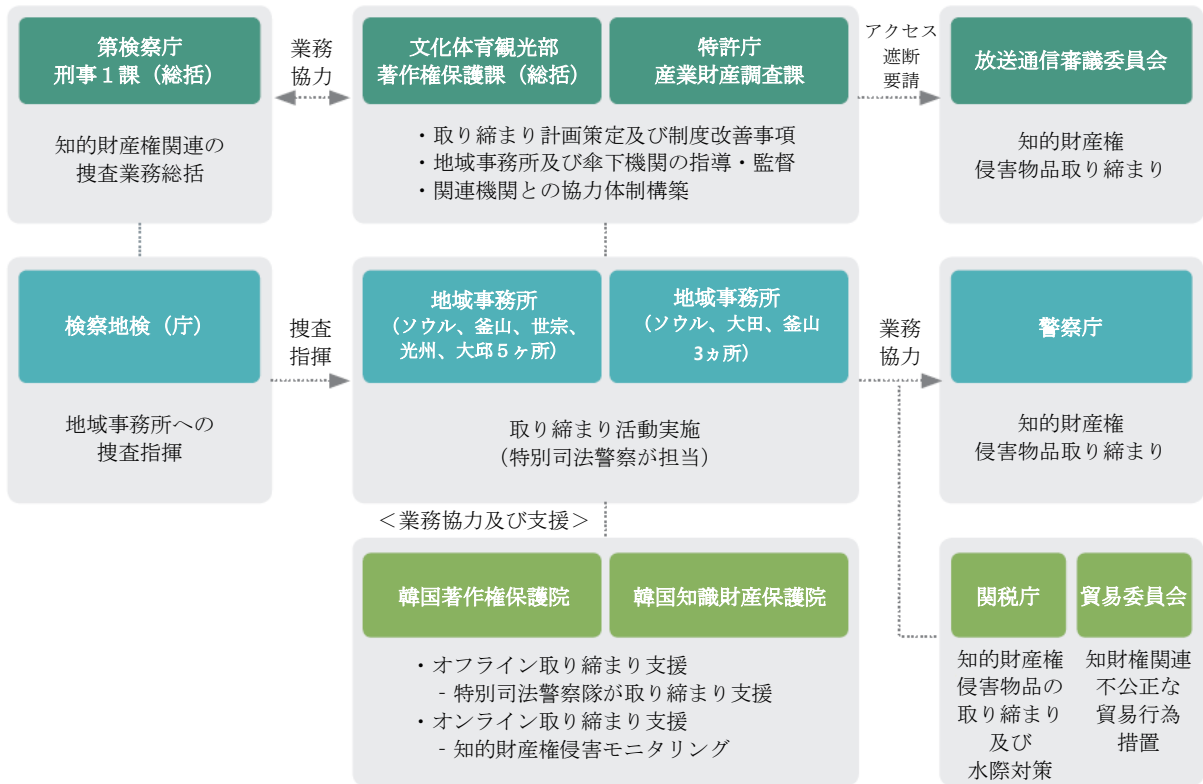 第検察庁
刑事１課（総括）
知的財産権関連の
捜査業務総括
業務
協力
文化体育観光部
著作権保護課（総括）
特許庁
産業財産調査課
・取り締まり計画策定及び制度改善事項
・地域事務所及び傘下機関の指導・監督
・関連機関との協力体制構築
アクセス
遮断
要請
放送通信審議委員会
知的財産権
侵害物品取り締まり
検察地検（庁）
地域事務所への
捜査指揮
捜査
指揮
地域事務所
（ソウル、釜山、世宗、
光州、大邱５ヶ所）
地域事務所
（ソウル、大田、釜山
3ヵ所）
取り締まり活動実施
（特別司法警察が担当）
業務
協力
警察庁
知的財産権
侵害物品取り締まり
＜業務協力及び支援＞
韓国著作権保護院
韓国知識財産保護院
・オフライン取り締まり支援
- 特別司法警察隊が取り締まり支援
・オンライン取り締まり支援
- 知的財産権侵害モニタリング
関税庁
知的財産権
侵害物品の
取り締まり
及び
水際対策
貿易委員会
知財権関連
不公正な
貿易行為
措置